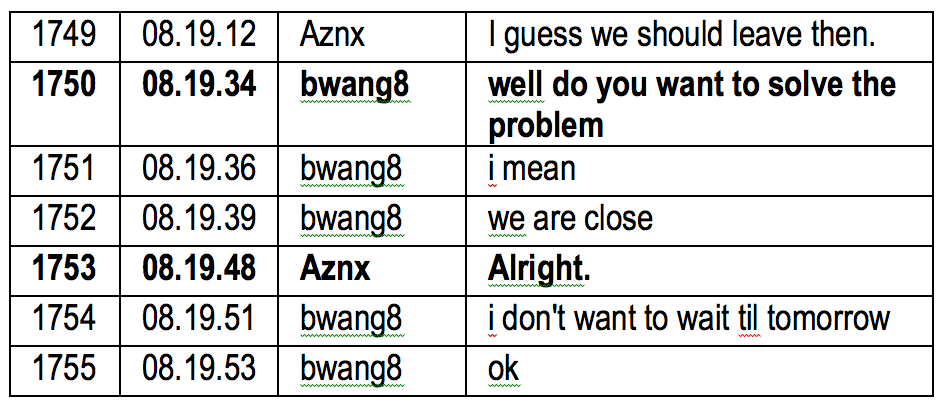 1749 08.19.12 Aznx I guess we should leave then.
1750 08.19.34 bwang8 well do you want to solve the
problem
1751 08.19.36 bwang8 i mean
1752 08.19.39 bwang8 we are close
1753 08.19.48 Aznx Alright.
1754 08.19.51 bwang8 i don't want to wait til tomorrow
1755 08.19.53 bwang8 ok